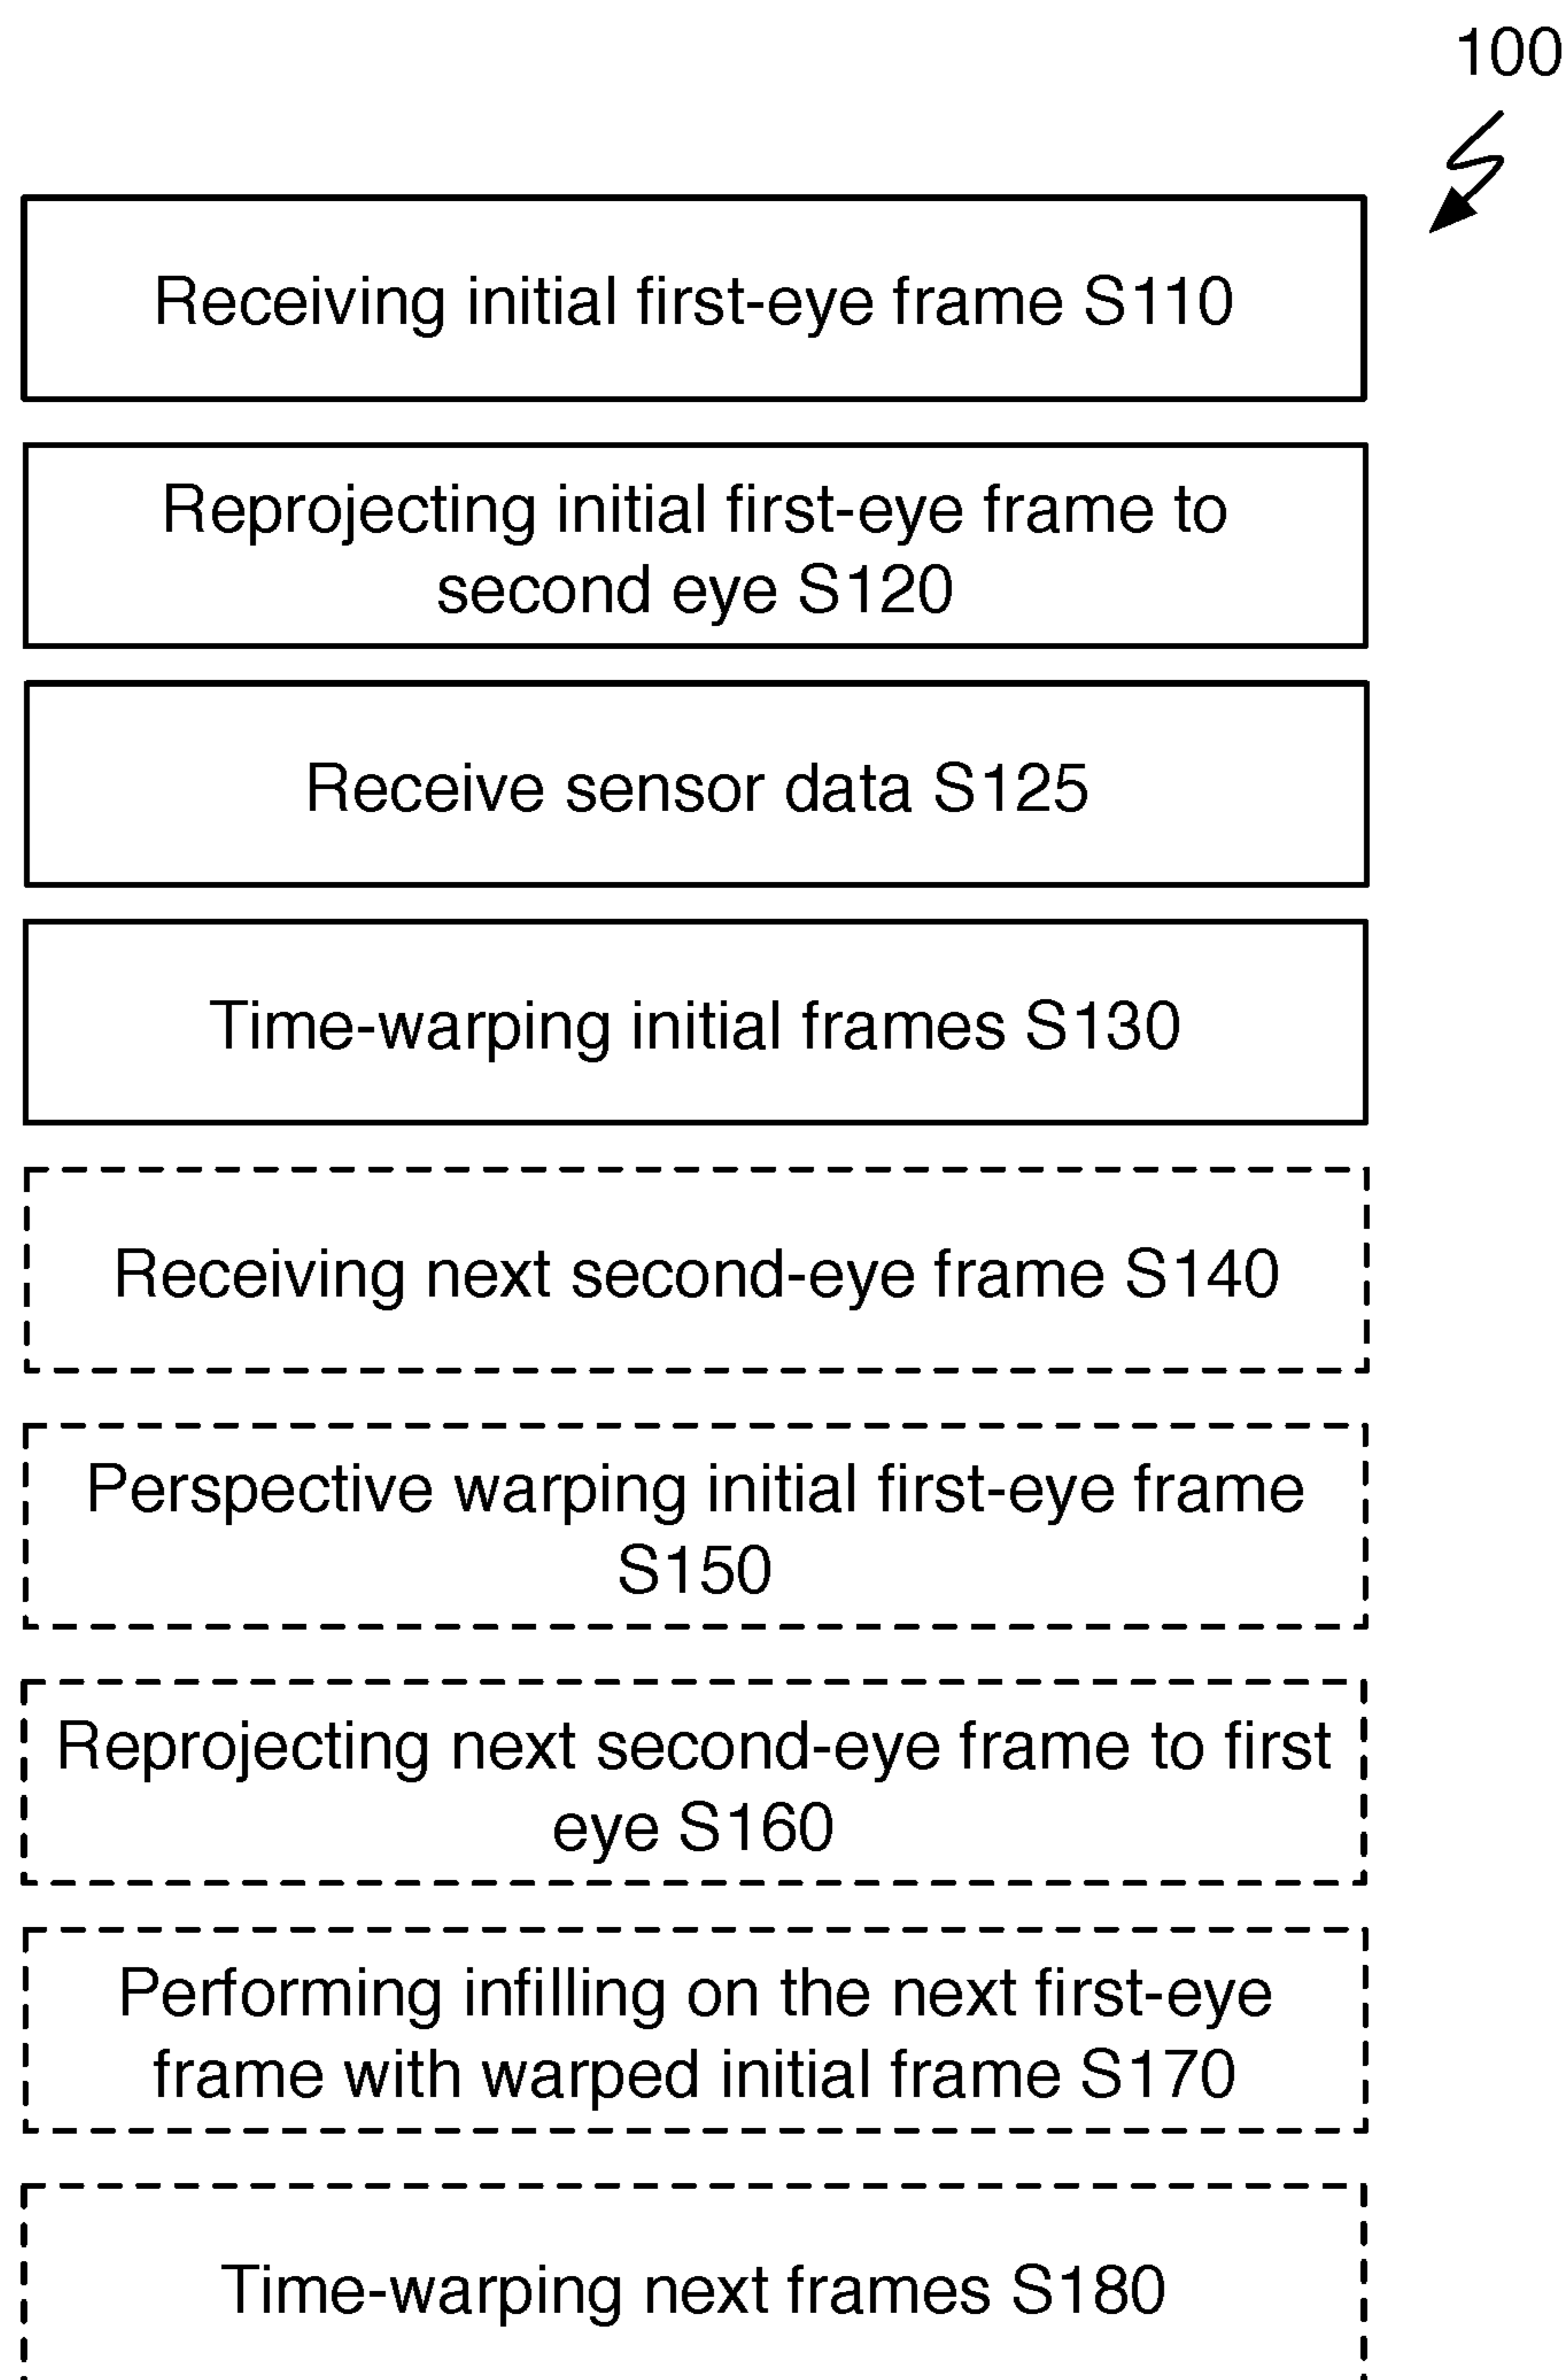 100
Receiving initial first-eye frame S110
Reprojecting initial first-eye frame to
second eye S120
Receive sensor data S125
Time-warping initial frames S130
Receiving next second-eye frame S140
Perspective warping initial first-eye frame
S150
Reprojecting next second-eye frame to first
eye S160
Performing infilling on the next first-eye
frame with warped initial frame S170
Time-warping next frames S180